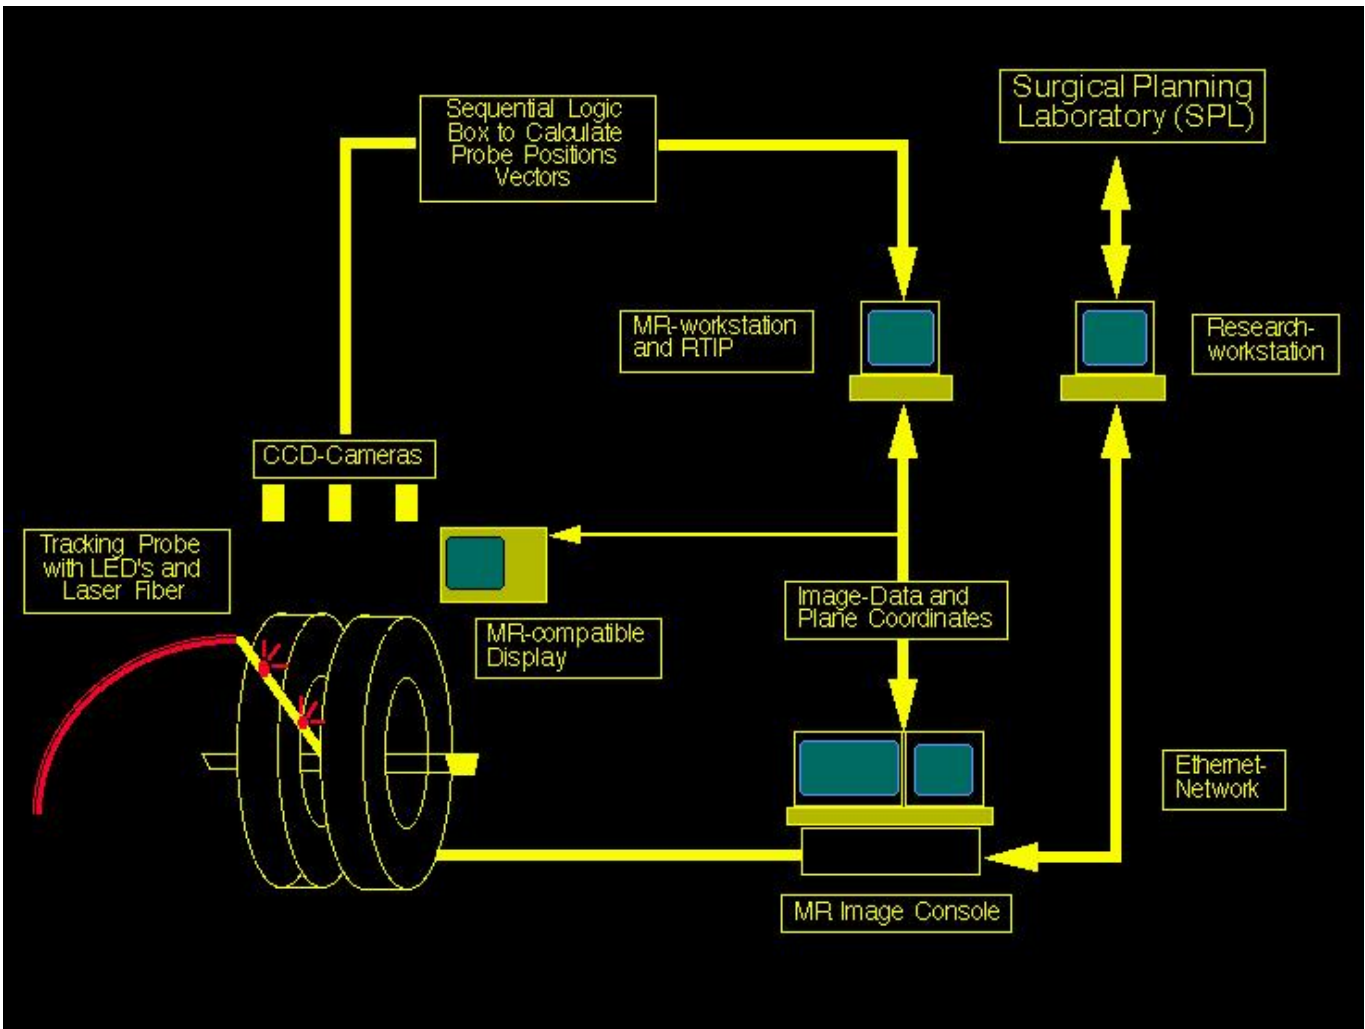 Sequential Logic
Box to Calculate
Probe Positions
Vectors
Surgical Planning
Laboratory (SPL)
MR-workstation
and RTIP
Research-
workstation
CCD-Cameras
Tracking Probe
with LED's and
Laser Fiber
MR-compatible
Display
Image-Data and
Plane Coordinates
Ethernet-
Network
MR Image Console